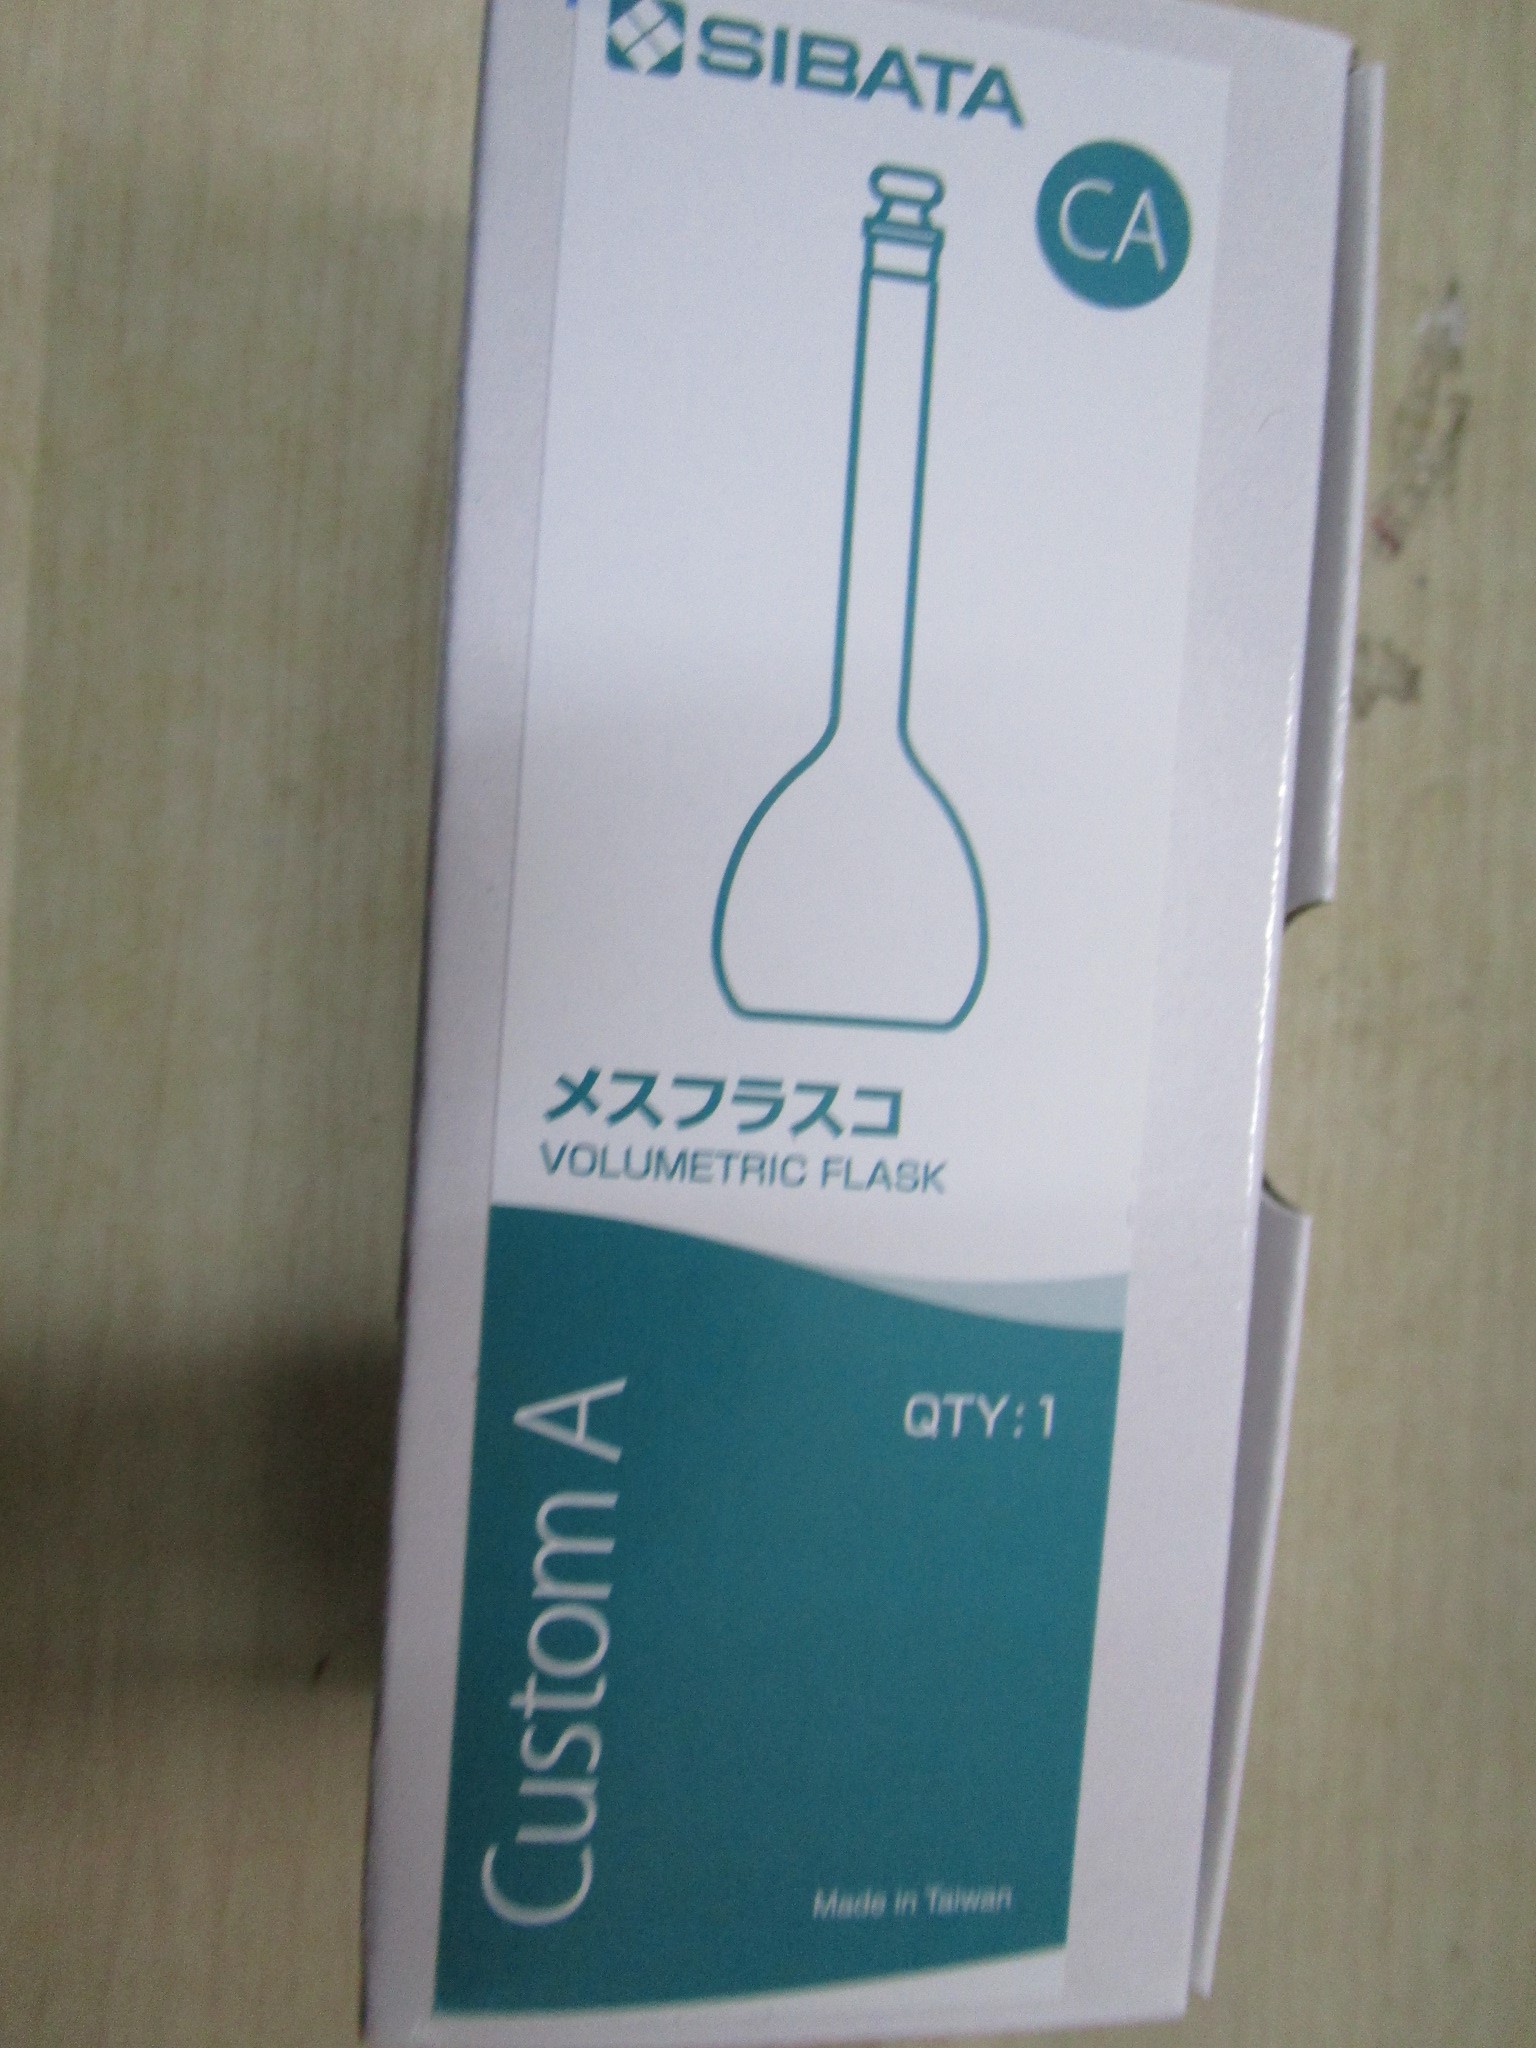 SIBATA
CA
メスフラスコ
VOLUMETRIC FLASK
QTY:1
Custom A
Made in Taiwan